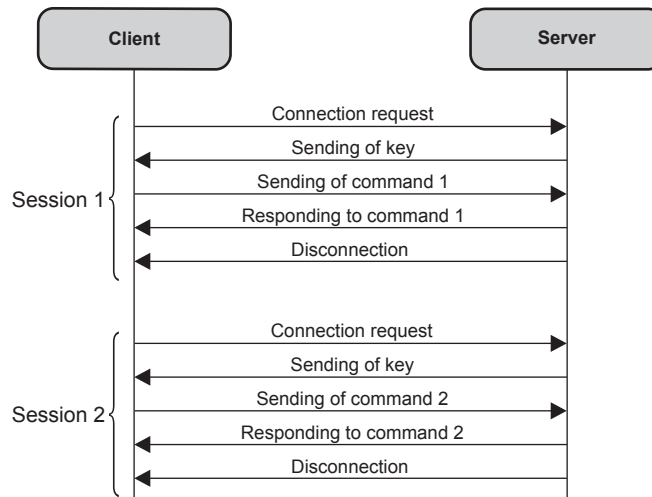 Client
Server
Connection request
Sending of key
Sending of command 1
Session 1
Responding to command 1
Disconnection
Connection request
Sending of key
Sending of command 2
Session 2
Responding to command 2
Disconnection